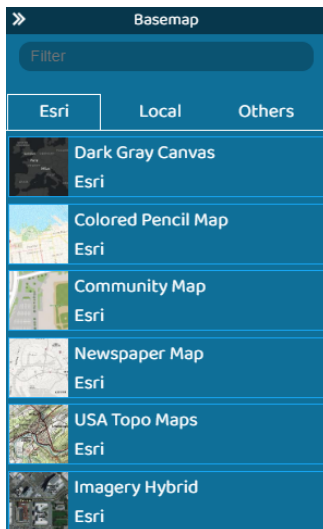 Basemap
Filter
Esri Local Others
Dark Gray Canvas
Esri
Colored Pencil Map
Esri
Community Map
Esri
Newspaper Map
Esri
USA Topo Maps
Esri
Imagery Hybrid
Esri